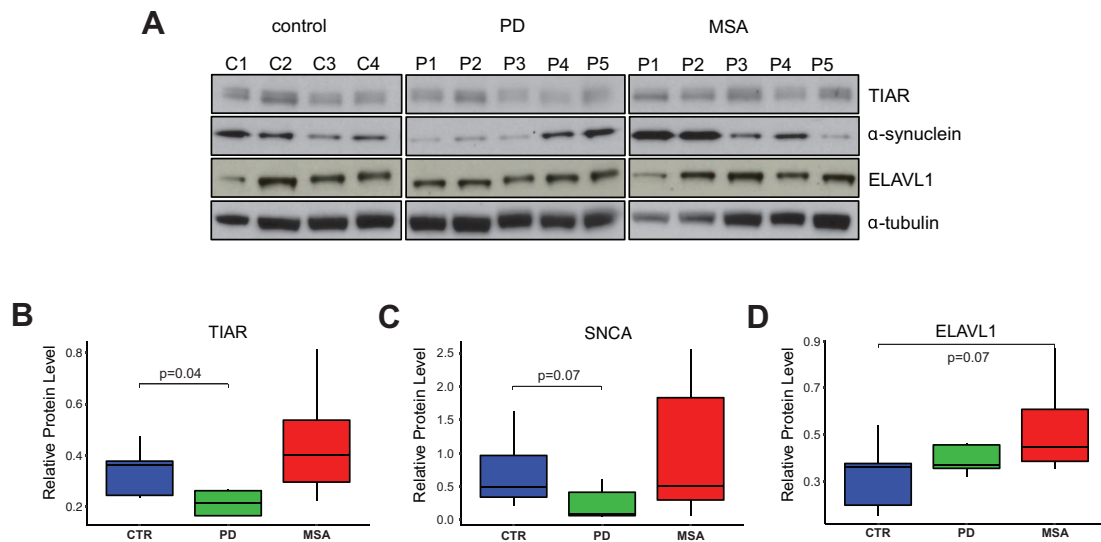 A
control PD MSA
C1 C2 C3 C4 P1 P2 P3 P4 P5 P1 P2 P3 P4 P5
TIAR
α-synuclein
ELAVL1
α-tubulin
B
TIAR
Relative Protein Level
0.8
0.6
0.4
0.2
p=0.04
CTR PD MSA
C
SNCA
Relative Protein Level
2.5
2.0
1.5
1.0
0.5
0.0
p=0.07
CTR PD MSA
D
ELAVL1
Relative Protein Level
0.9
0.5
0.3
p=0.07
CTR PD MSA